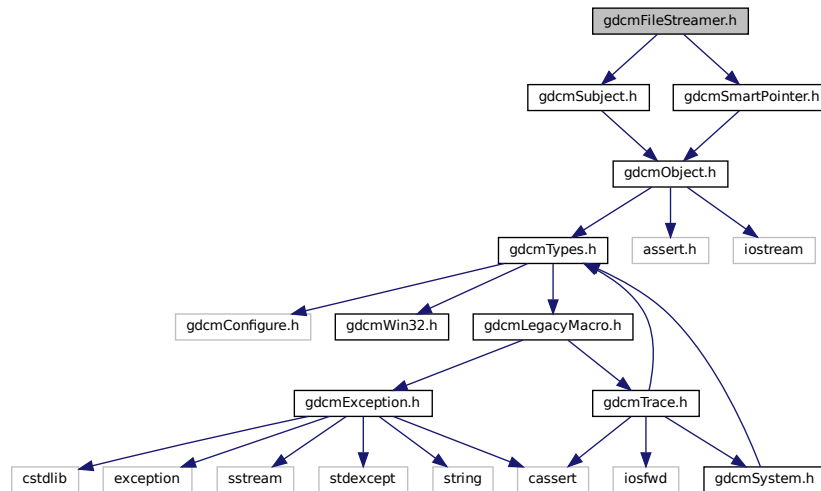 gdcmFileStreamer.h
gdcmSubject.h
gdcmSmartPointer.h
gdcmObject.h
gdcmTypes.h
assert.h
iostream
gdcmConfigure.h
gdcmWin32.h
gdcmLegacyMacro.h
gdcmException.h
gdcmTrace.h
cstdlib
exception
sstream
stdexcept
string
cassert
iosfwd
gdcmSystem.h